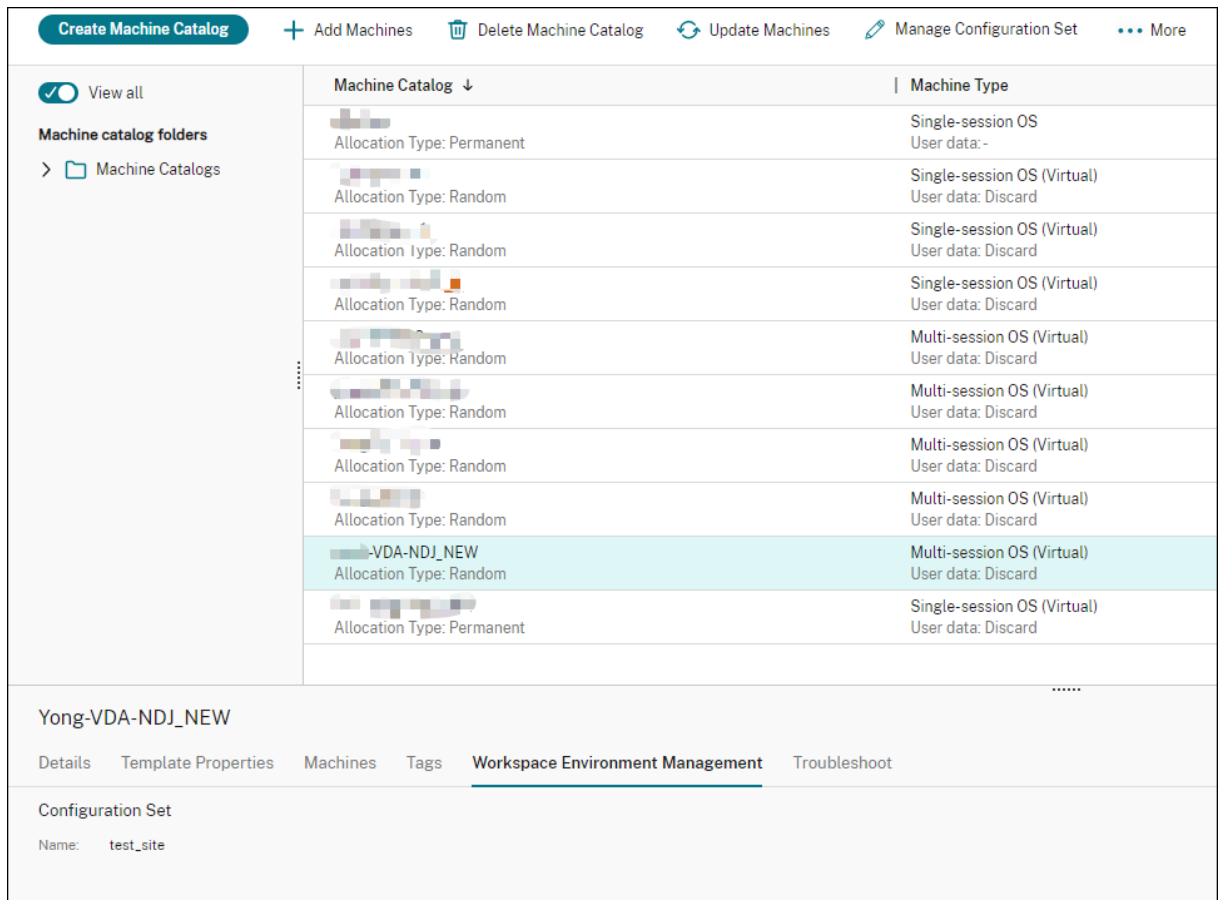 Create Machine Catalog Add Machines Delete Machine Catalog Update Machines Manage Configuration Set More
View all
Machine catalog folders
Machine Catalogs
Machine Catalog ↓ Machine Type
Single-session OS
Allocation Type: Permanent User data:-
Single-session OS (Virtual)
Allocation Type: Random User data: Discard
Single-session OS (Virtual)
Allocation Type: Random User data: Discard
Single-session OS (Virtual)
Allocation Type: Random User data: Discard
Multi-session OS (Virtual)
Allocation Type: Random User data: Discard
Multi-session OS (Virtual)
Allocation Type: Random User data: Discard
Multi-session OS (Virtual)
Allocation Type: Random User data: Discard
Multi-session OS (Virtual)
Allocation Type: Random User data: Discard
-VDA-NDJ_NEW Multi-session OS (Virtual)
Allocation Type: Random User data: Discard
Single-session OS (Virtual)
Allocation Type: Permanent User data: Discard
Yong-VDA-NDJ_NEW
Details Template Properties Machines Tags Workspace Environment Management Troubleshoot
Configuration Set
Name: test_site